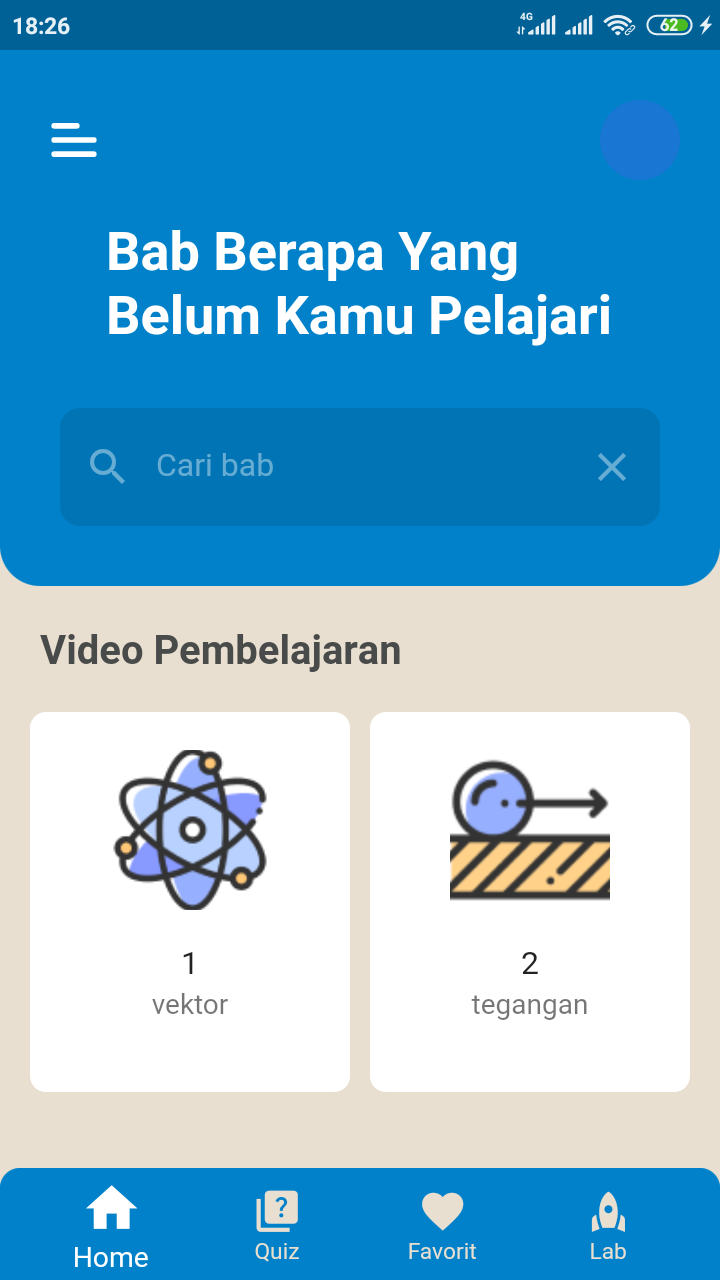 18:26
4G
62
Bab Berapa Yang
Belum Kamu Pelajari
Cari bab
Video Pembelajaran
1
vektor
2
tegangan
?
Home
Quiz
Favorit
Lab